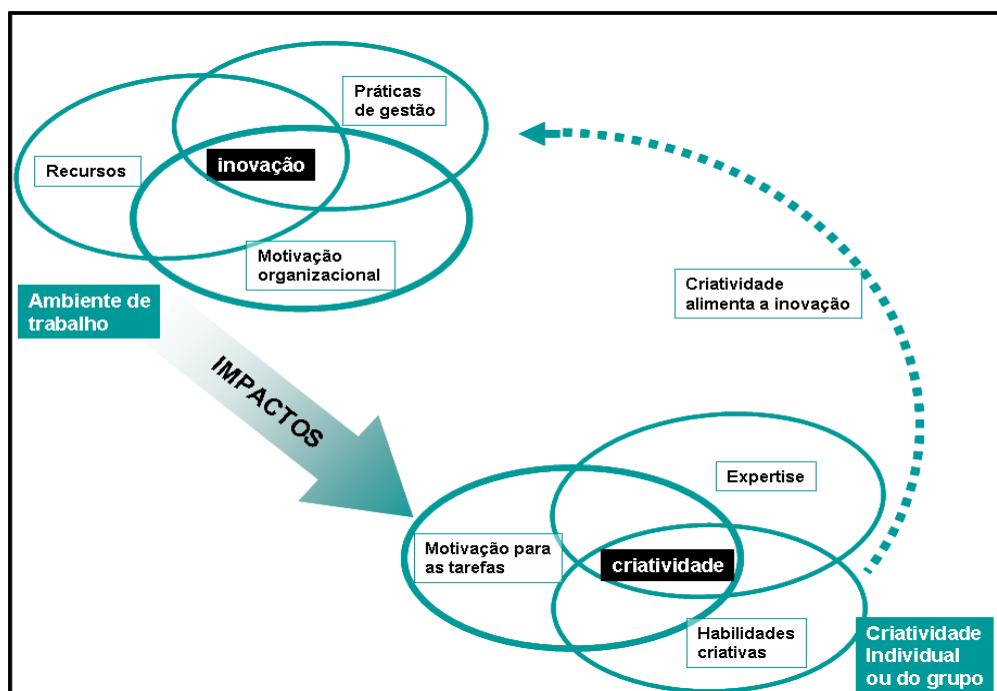 Práticas
de gestão
Recursos
inovação
Motivação
organizacional
Ambiente de
trabalho
IMPACTOS
Criatividade
alimenta a inovação
Expertise
Motivação para
as tarefas
criatividade
Habilidades
criativas
Criatividade
Individual
ou do grupo